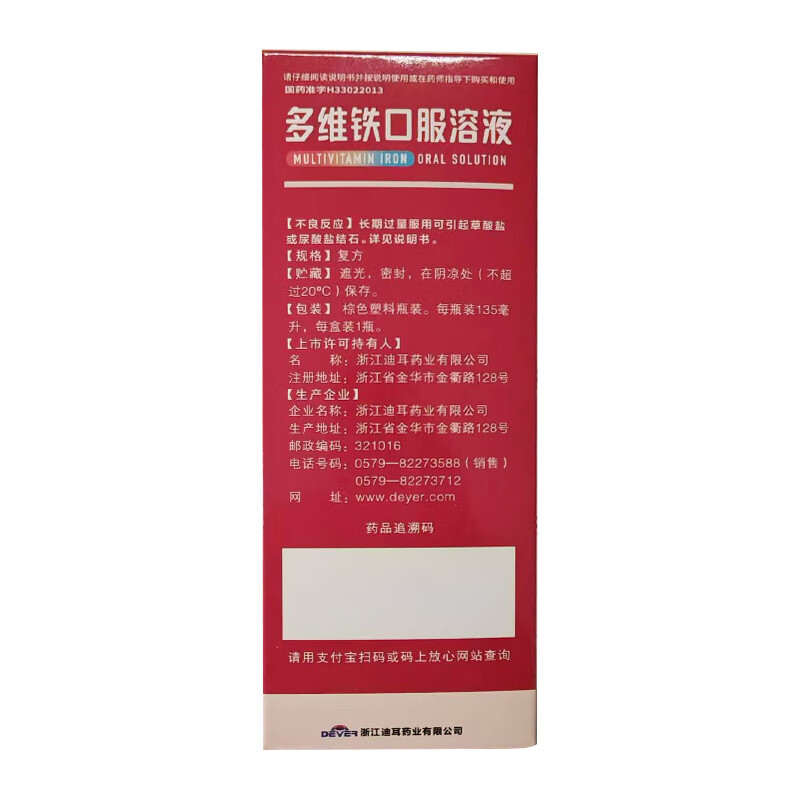 请仔细阅读说明书并按说明使用或在药师指导下购买和使用
国药准字H33022013
多维铁口服溶液
MULTIVITAMIN IRON ORAL SOLUTION
【不良反应】长期过量服用可引起草酸盐
或尿酸盐结石。详见说明书。
【规格】复方
【贮藏】遮光，密封，在阴凉处（不超
过20°C）保存。
【包装】棕色塑料瓶装。每瓶装135毫
升，每盒装1瓶。
【上市许可持有人】
名 称：浙江迪耳药业有限公司
注册地址：浙江省金华市金衢路128号
【生产企业】
企业名称：浙江迪耳药业有限公司
生产地址：浙江省金华市金衢路128号
邮政编码：321016
电话号码：0579—82273588（销售）
0579—82273712
网 址：www.deyer.com
药品追溯码
请用支付宝扫码或码上放心网站查询
DEYER 浙江迪耳药业有限公司